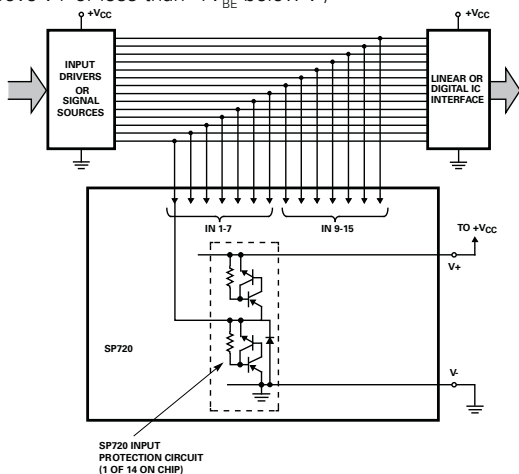 +VCC
+VCC
INPUT
DRIVERS
OR
SIGNAL
SOURCES
LINEAR OR
DIGITAL IC
INTERFACE
IN 1-7
IN 9-15
TO +VCC
V+
SP720
V-
SP720 INPUT
PROTECTION CIRCUIT
(1 OF 14 ON CHIP)